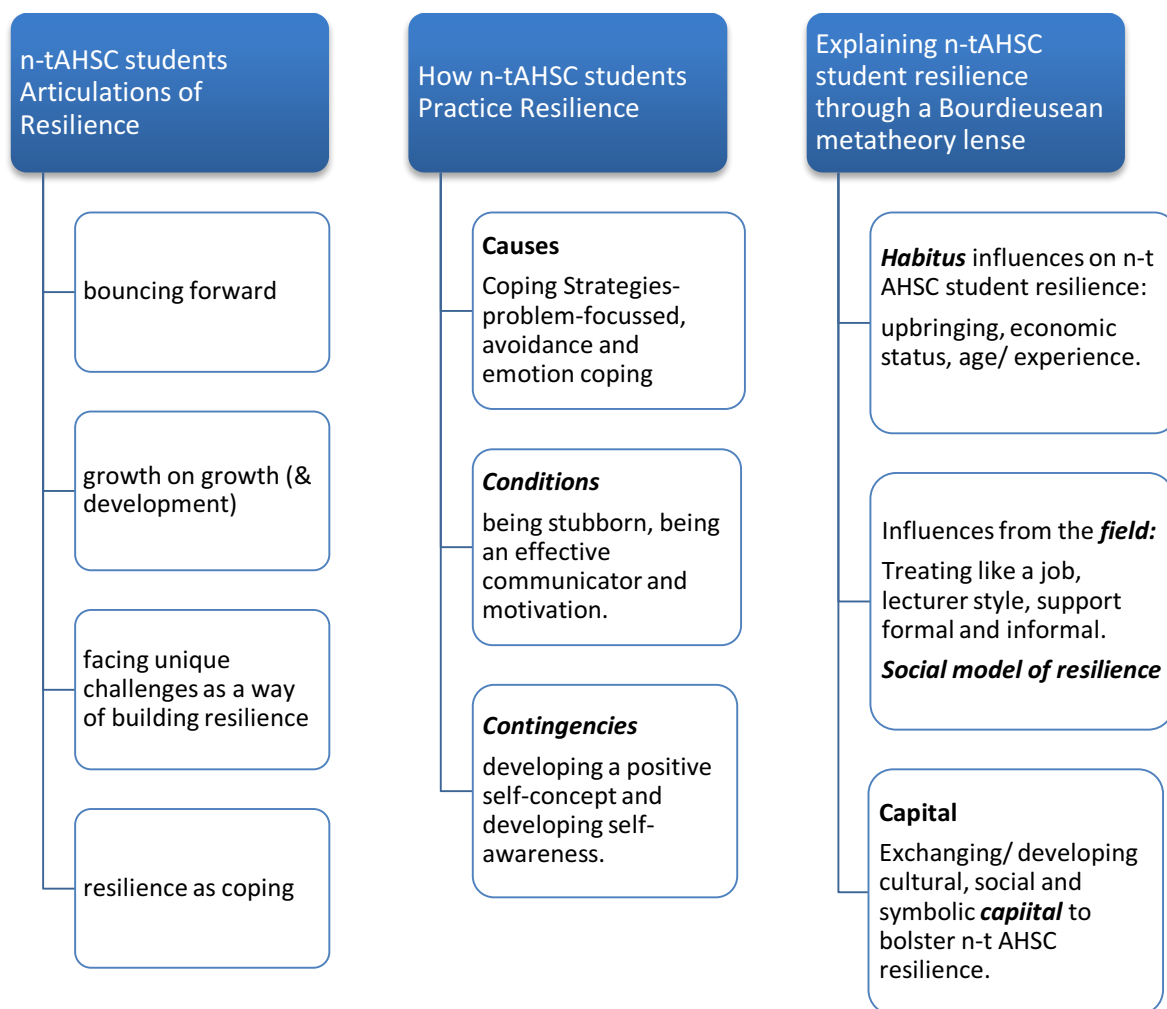 n-tAHSC students
Articulations of
Resilience
bouncing forward
growth on growth (&
development)
facing unique
challenges as a way
of building resilience
resilience as coping
How n-tAHSC students
Practice Resilience
Causes
Coping Strategies-
problem-focussed,
avoidance and
emotion coping
Conditions
being stubborn, being
an effective
communicator and
motivation.
Contingencies
developing a positive
self-concept and
developing self-
awareness.
Explaining n-tAHSC
student resilience
through a Bourdieusean
metatheory lense
Habitus influences on n-t
AHSC student resilience:
upbringing, economic
status, age/ experience.
Influences from the field:
Treating like a job,
lecturer style, support
formal and informal.
Social model of resilience
Capital
Exchanging/ developing
cultural, social and
symbolic capiital to
bolster n-t AHSC
resilience.